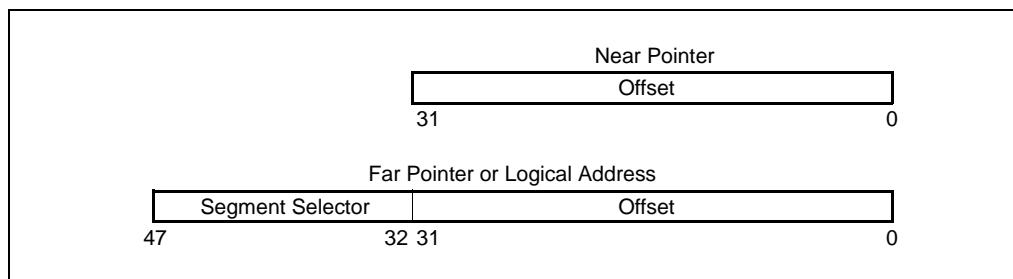 Near Pointer
Offset
31 0
Far Pointer or Logical Address
Segment Selector Offset
47 32 31 0